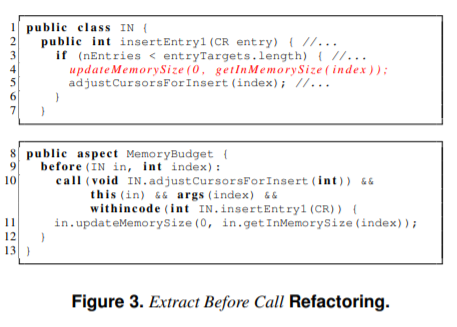 1 public class IN {
2 public int insertEntry1(CR entry) { //...
3 if (nEntries < entryTargets.length) { //...
4 updateMemorySize(0, getInMemorySize(index));
5 adjustCursorsForInsert(index); //...
6 }
7 }
8 public aspect MemoryBudget {
9 before(IN in, int index):
10 call(void IN.adjustCursorsForInsert(int)) &&
this(in) && args(index) &&
withincode(int IN.insertEntry1(CR)) {
11 in.updateMemorySize(0, in.getInMemorySize(index));
12 }
13 }
Figure 3. Extract Before Call Refactoring.